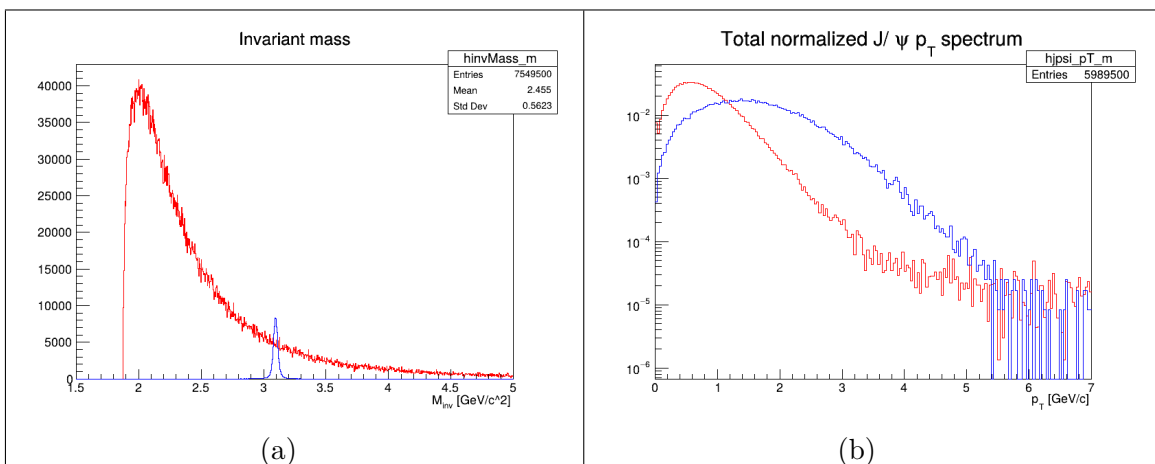 Invariant mass
hinvMass_m
Entries 7549500
Mean 2.455
Std Dev 0.5623
40000
35000
30000
25000
20000
15000
10000
5000
0
1.5 2 2.5 3 3.5 4 4.5 5
M_inv [GeV/c^2]
(a)
Total normalized J/ ψ p_T spectrum
hjpsi_pT_m
Entries 5989500
10⁻²
10⁻³
10⁻⁴
10⁻⁵
10⁻⁶
0 1 2 3 4 5 6 7
p_T [GeV/c]
(b)